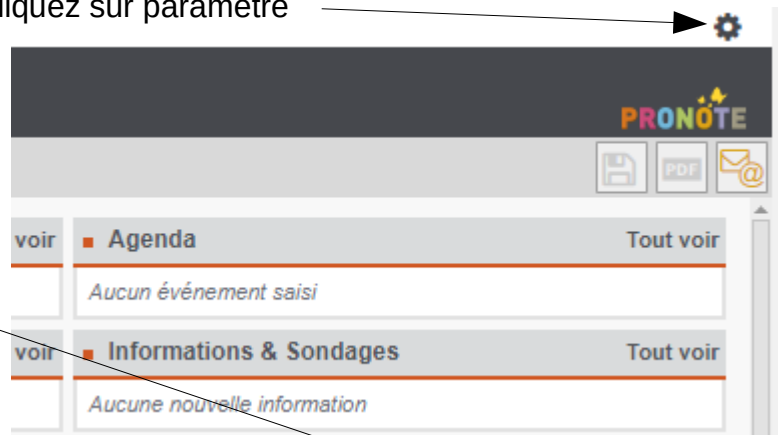 iquez sur paramètre
PRONOTE
PDF
voir Agenda Tout voir
Aucun événement saisi
voir Informations & Sondages Tout voir
Aucune nouvelle information